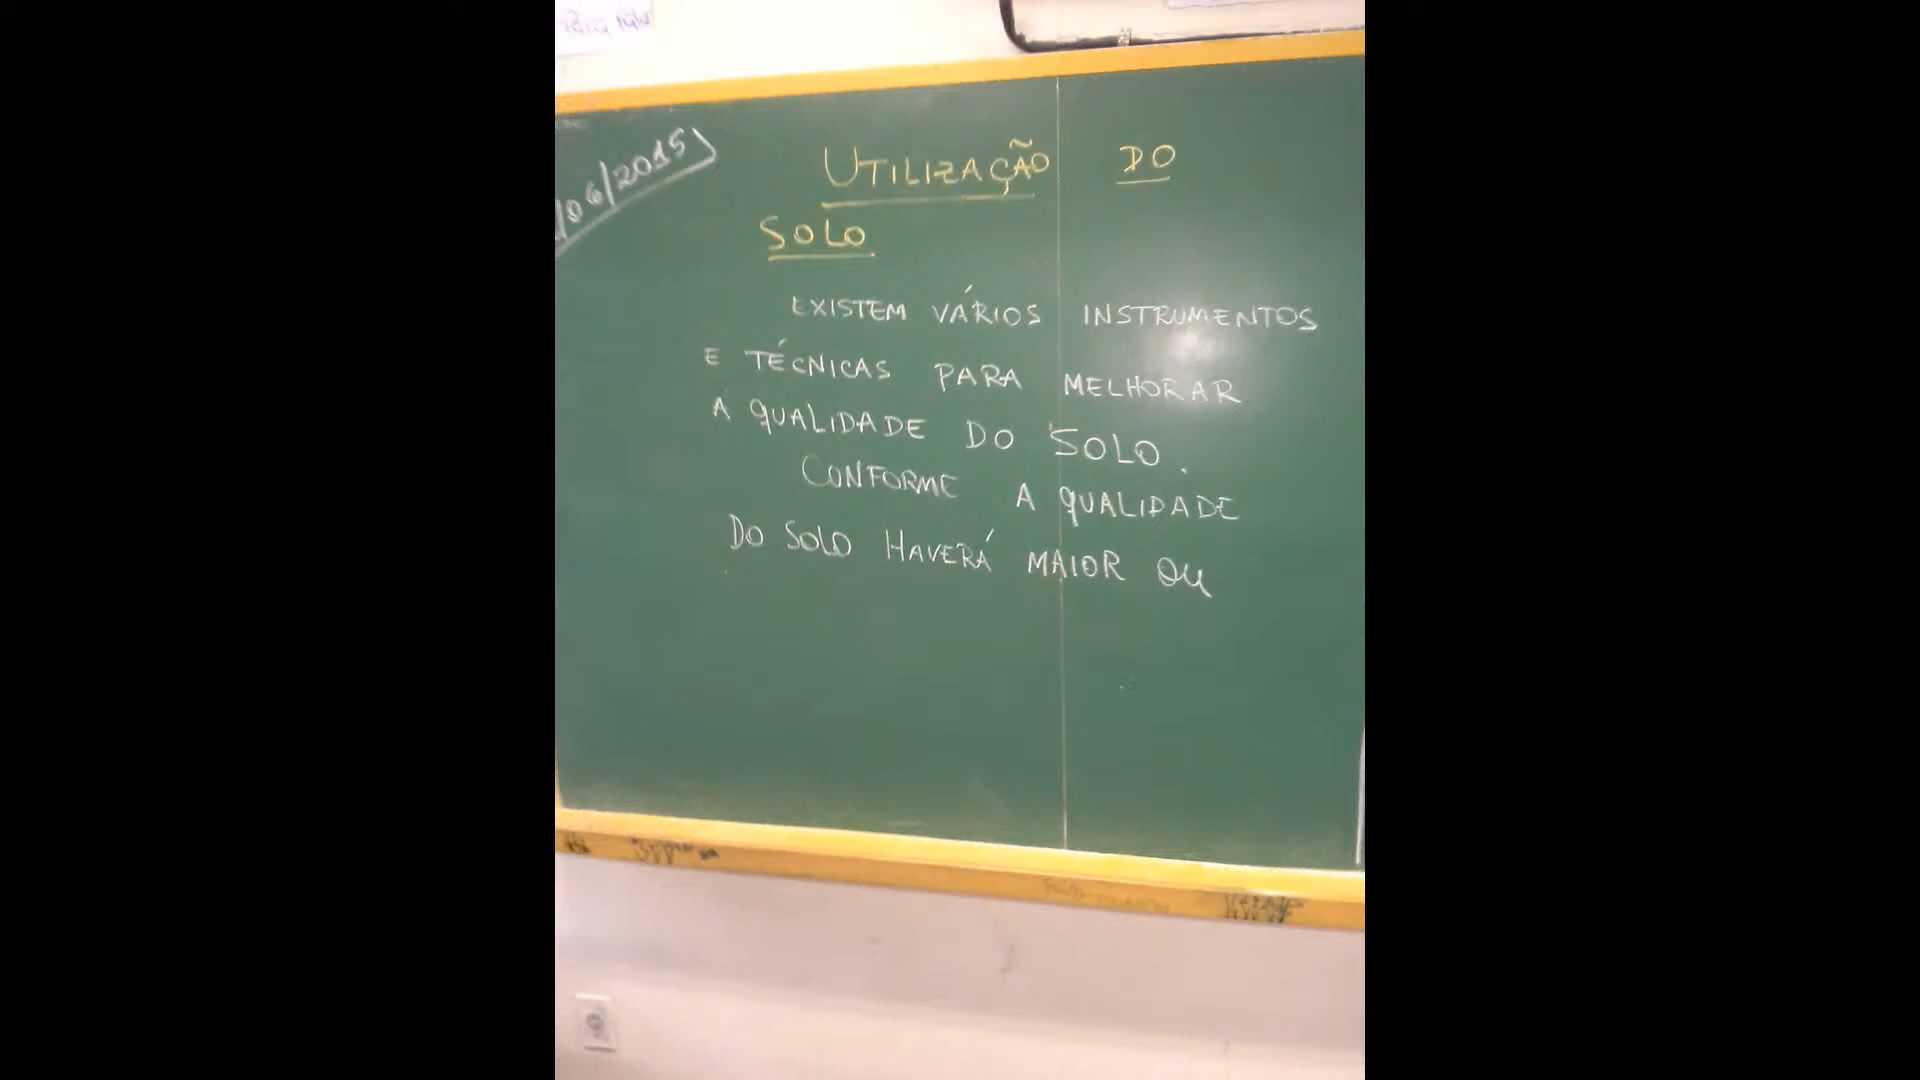 /06/2015
UTILIZAÇÃO DO
SOLO
EXISTEM VÁRIOS INSTRUMENTOS
E TÉCNICAS PARA MELHORAR
A QUALIDADE DO SOLO.
CONFORME A QUALIDADE
DO SOLO HAVERÁ MAIOR OU